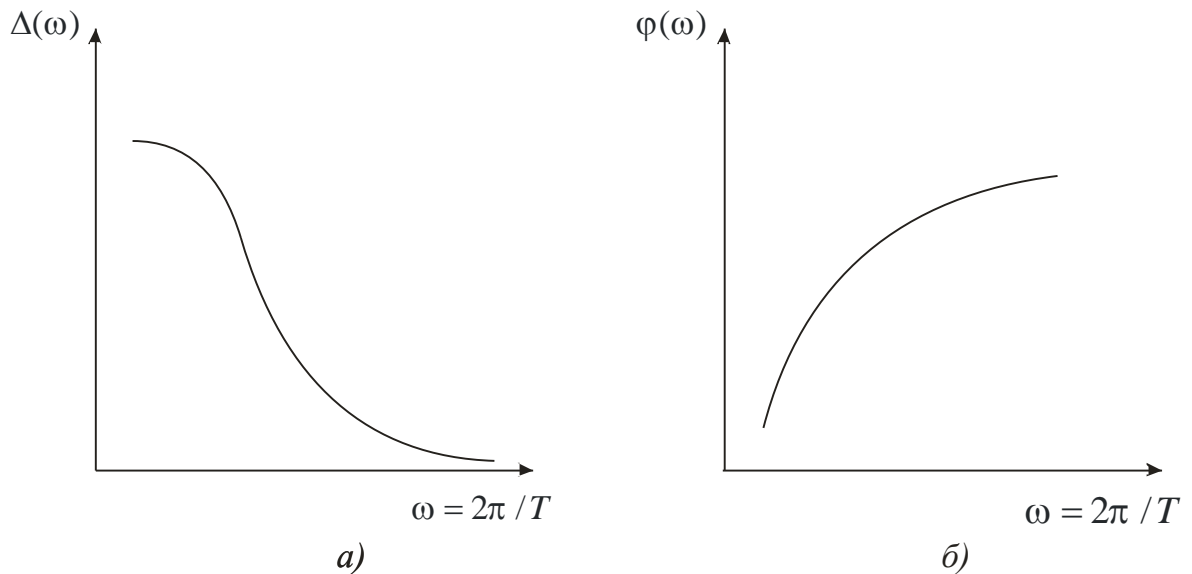 Δ(ω)
φ(ω)
ω = 2π / T
ω = 2π / T
а)
б)